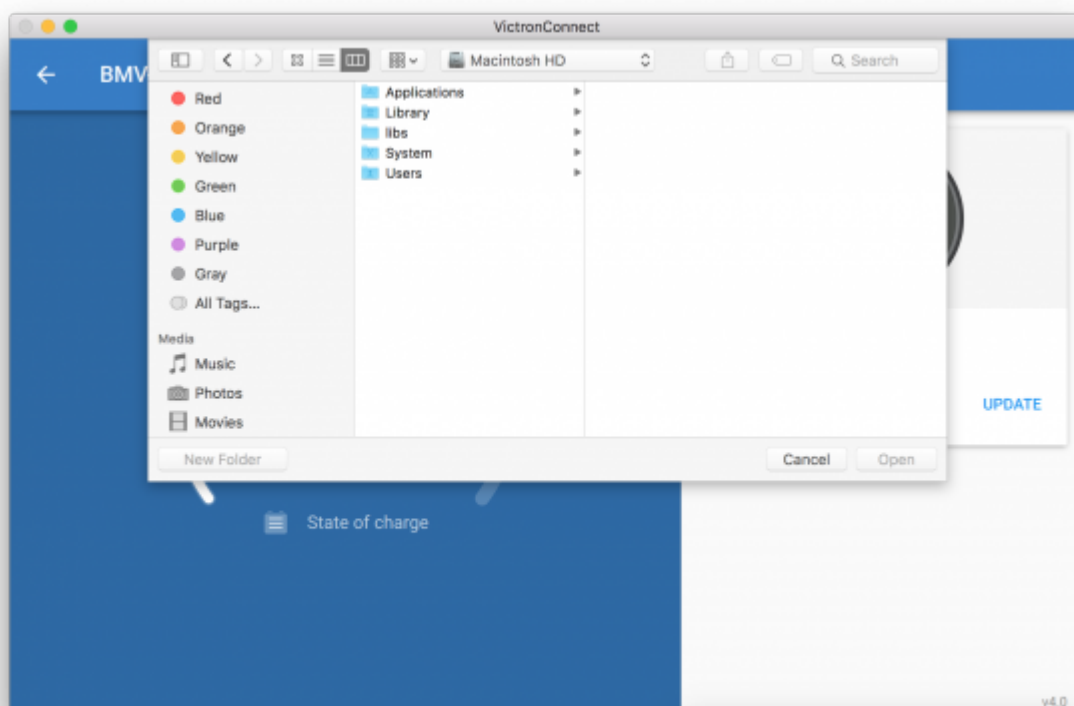 VictronConnect
BMV
Macintosh HD
Search
Red
Orange
Yellow
Green
Blue
Purple
Gray
All Tags...
Media
Music
Photos
Movies
Applications
Library
libs
System
Users
UPDATE
New Folder
Cancel
Open
State of charge
v4.0